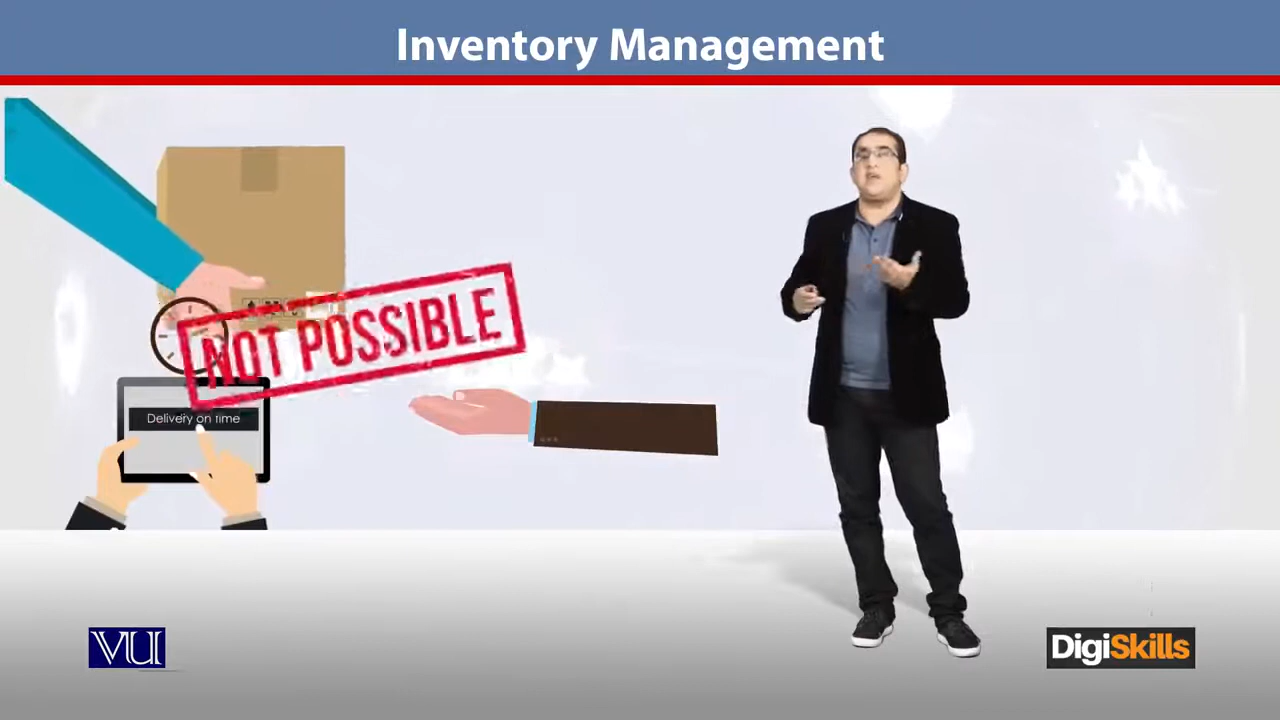 Inventory Management
NOT POSSIBLE
Delivery on time
VU
DigiSkills